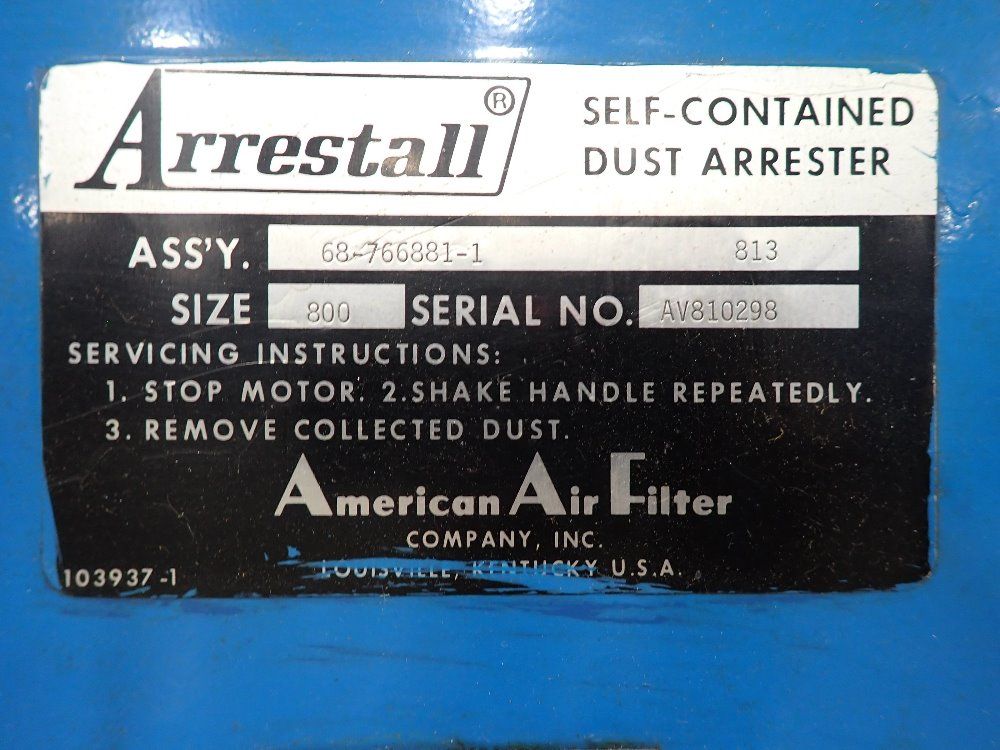 Arrestall®
SELF-CONTAINED
DUST ARRESTER
ASS'Y. 68-766881-1 813
SIZE 800 SERIAL NO. AV810298
SERVICING INSTRUCTIONS:
1. STOP MOTOR. 2. SHAKE HANDLE REPEATEDLY.
3. REMOVE COLLECTED DUST.
American Air Filter
COMPANY, INC.
LOUISVILLE, KENTUCKY U.S.A.
103937-1